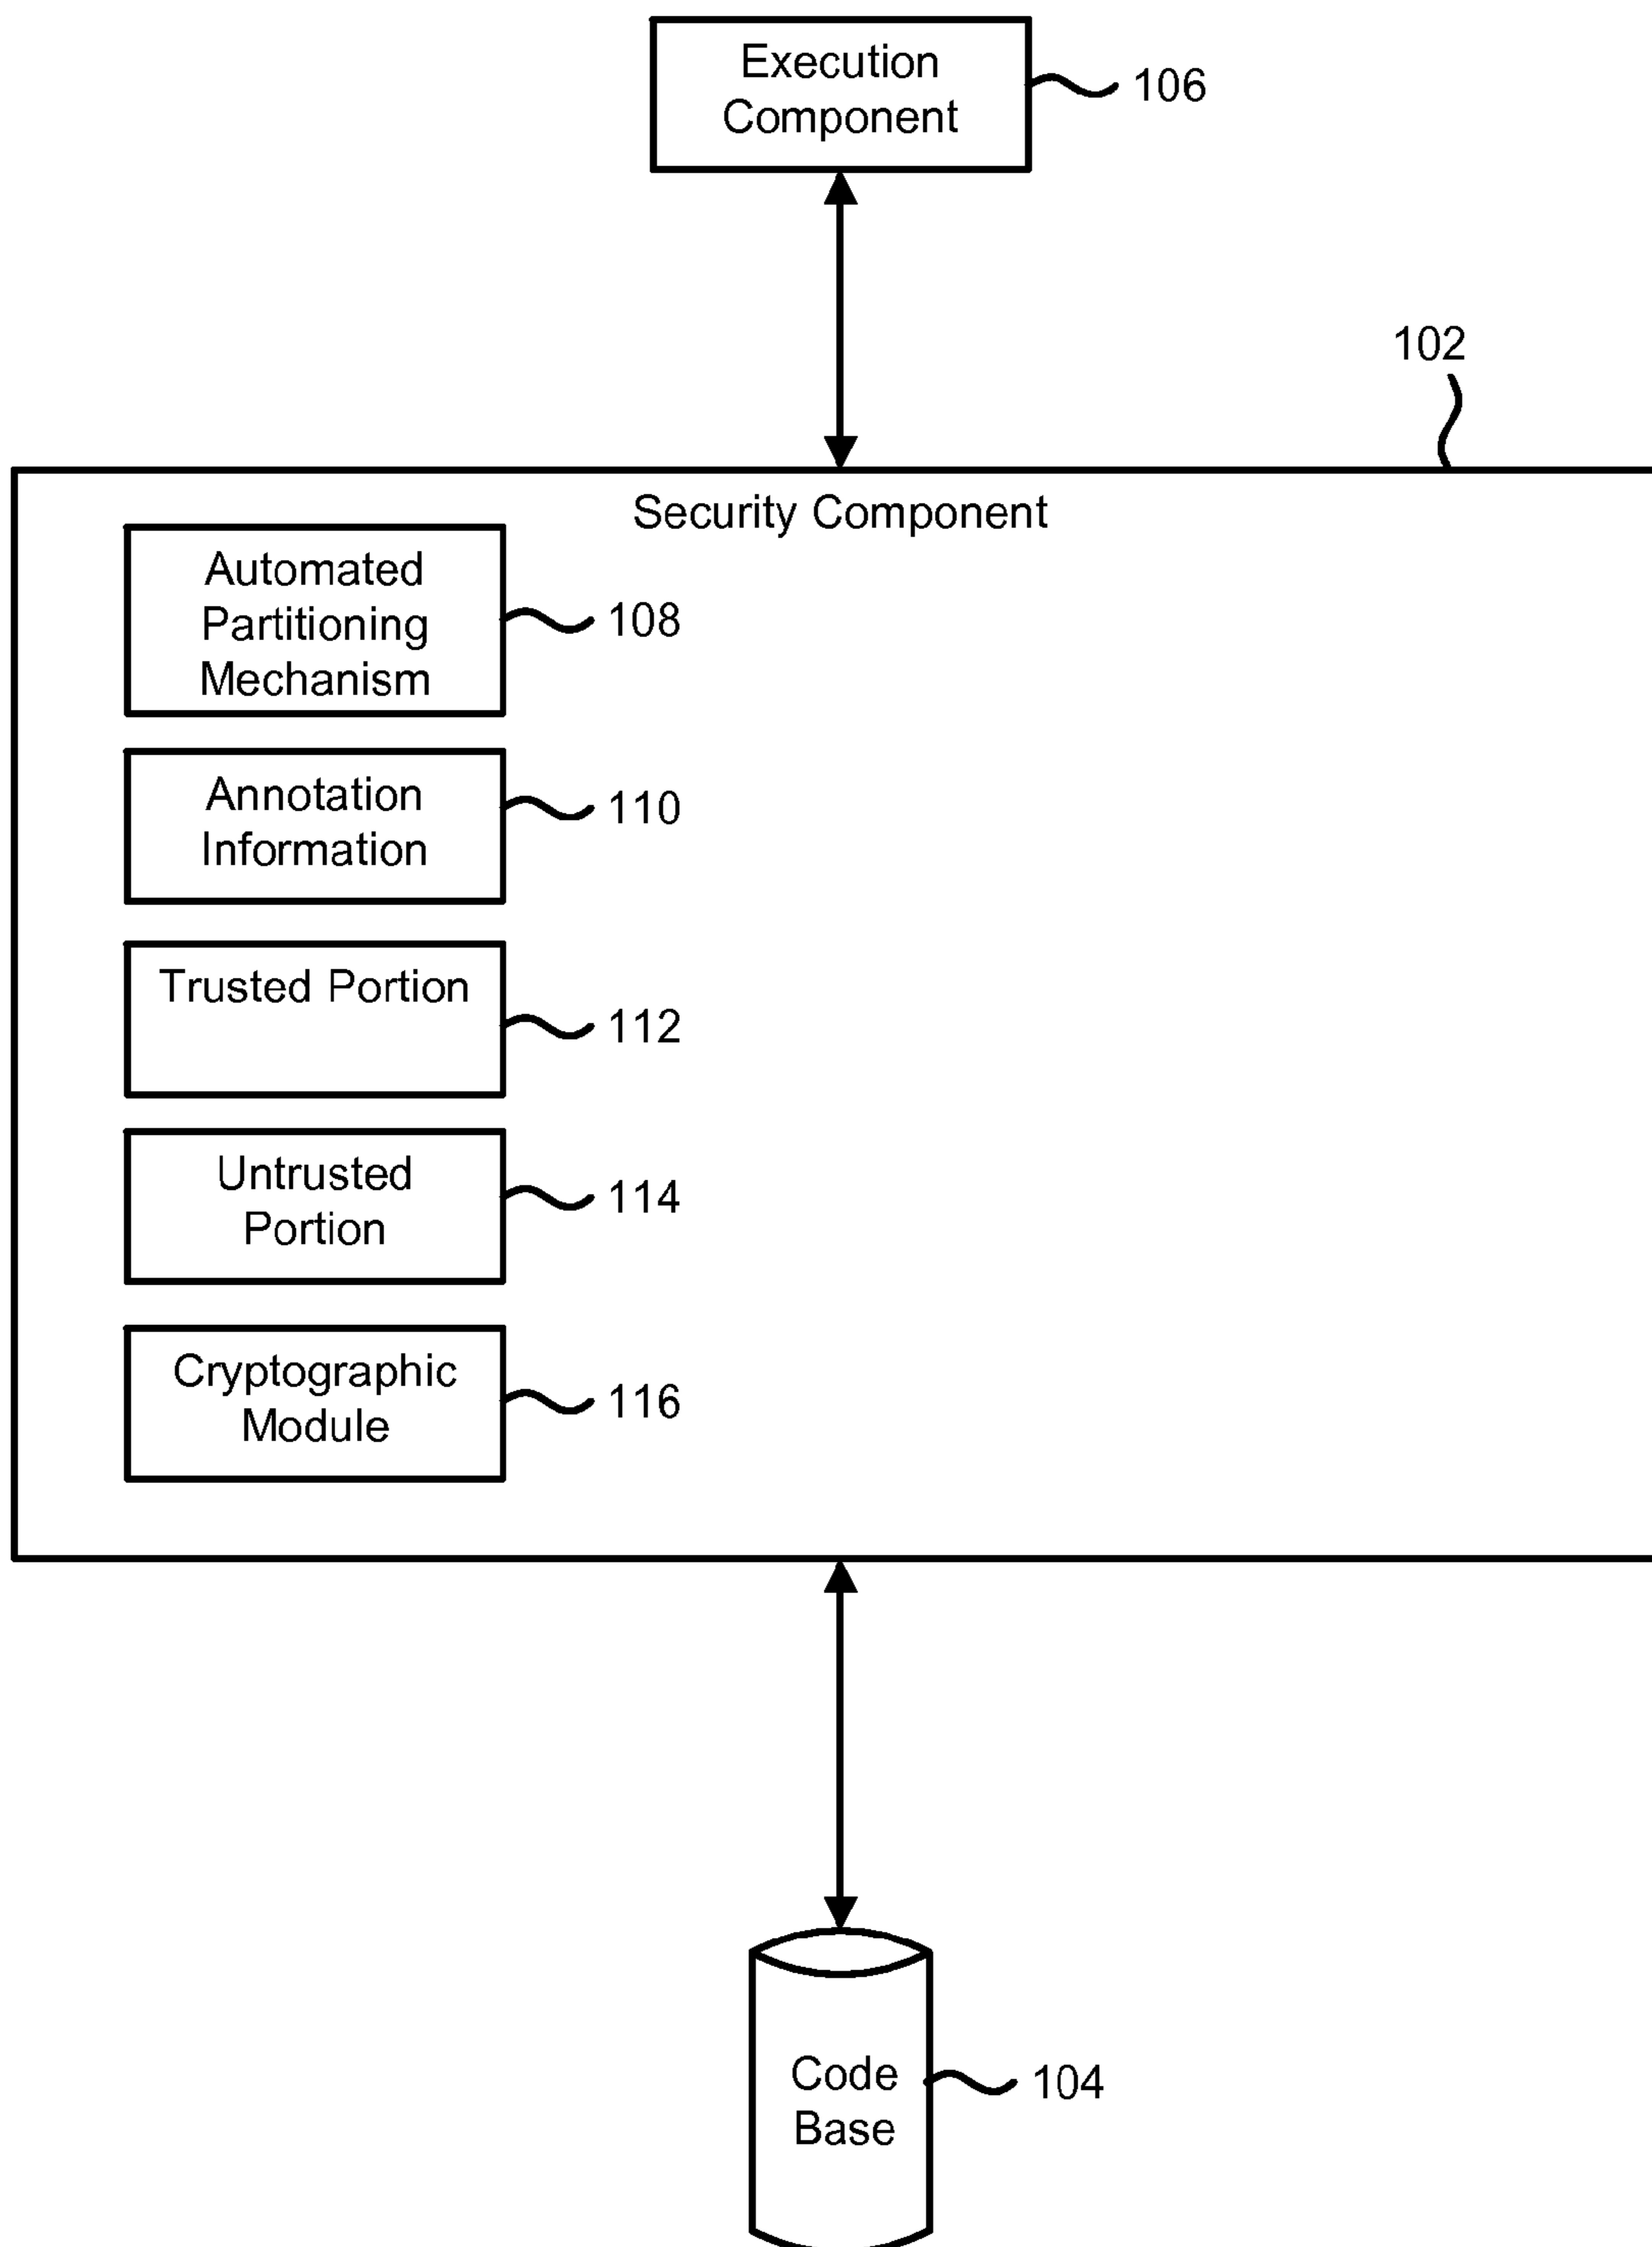 Execution
Component
106
102
Security Component
Automated
Partitioning
Mechanism
108
Annotation
Information
110
Trusted Portion
112
Untrusted
Portion
114
Cryptographic
Module
116
Code
Base
104